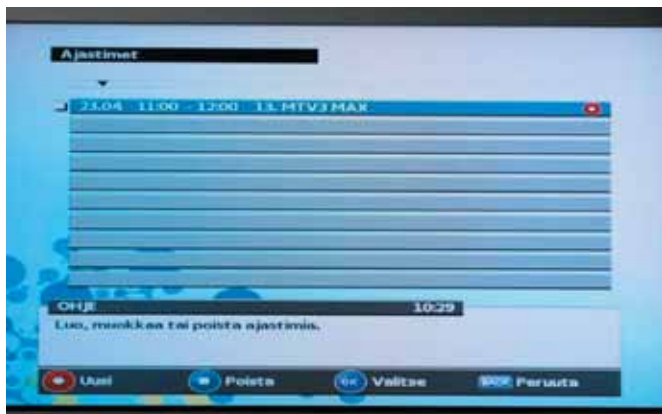 Ajastimet
23.04 11:00 - 12:00 13. MTV3 MAX
OHJE 10:29
Luo, muokkaa tai poista ajastimia.
Uusi Poista OK Valitse BACK Peruuta